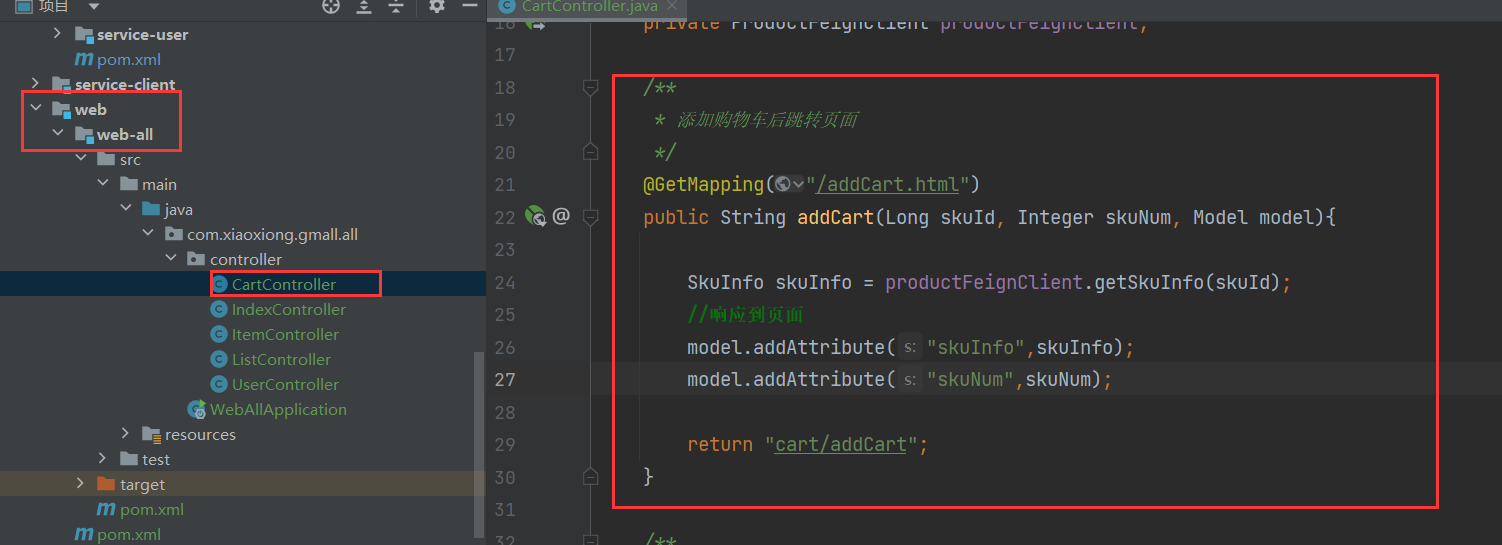 项目
service-user
pom.xml
service-client
web
web-all
src
main
java
com.xiaoxiong.gmall.all
controller
CartController
IndexController
ItemController
ListController
UserController
WebAllApplication
resources
test
target
pom.xml
pom.xml
CartController.java
16 private ProductFeignClient productFeignClient;
17
18 /**
19 * 添加购物车后跳转页面
20 */
21 @GetMapping("/addCart.html")
22 public String addCart(Long skuId, Integer skuNum, Model model){
23
24 SkuInfo skuInfo = productFeignClient.getSkuInfo(skuId);
25 //响应到页面
26 model.addAttribute( s: "skuInfo",skuInfo);
27 model.addAttribute( s: "skuNum",skuNum);
28
29 return "cart/addCart";
30 }
31
32 /**